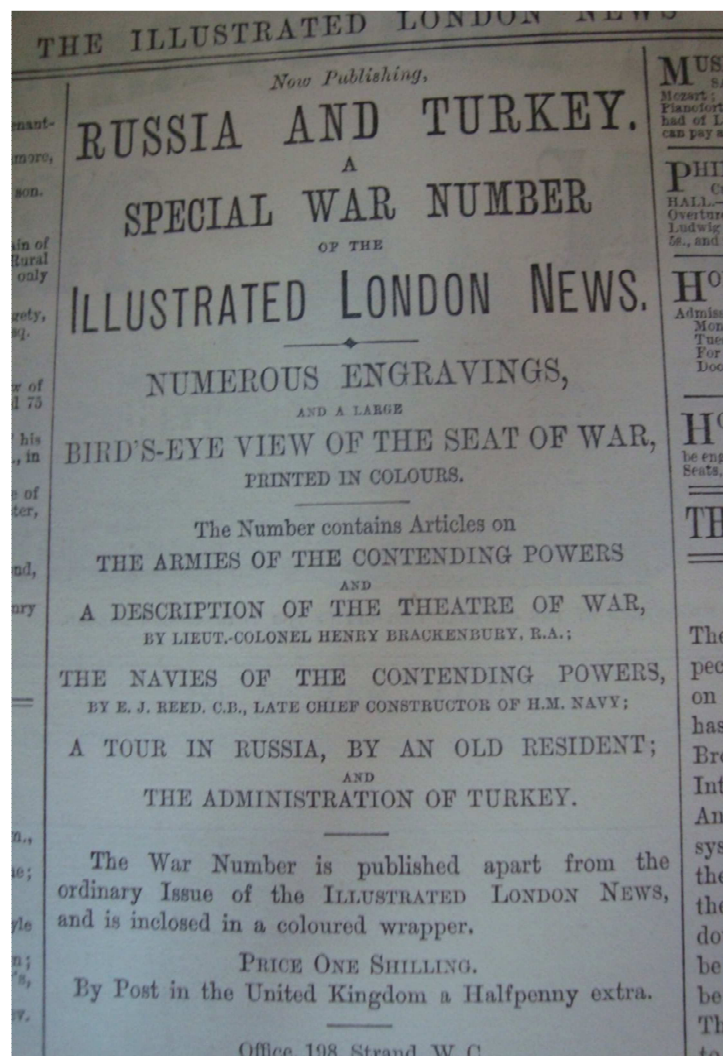 THE ILLUSTRATED LONDON NEWS
Now Publishing,
RUSSIA AND TURKEY.
A
SPECIAL WAR NUMBER
OF THE
ILLUSTRATED LONDON NEWS.
NUMEROUS ENGRAVINGS,
AND A LARGE
BIRD'S-EYE VIEW OF THE SEAT OF WAR,
PRINTED IN COLOURS.
The Number contains Articles on
THE ARMIES OF THE CONTENDING POWERS
AND
A DESCRIPTION OF THE THEATRE OF WAR,
BY LIEUT.-COLONEL HENRY BRACKENBURY, R.A.;
THE NAVIES OF THE CONTENDING POWERS,
BY E. J. REED. C.B., LATE CHIEF CONSTRUCTOR OF H.M. NAVY;
A TOUR IN RUSSIA, BY AN OLD RESIDENT;
AND
THE ADMINISTRATION OF TURKEY.
The War Number is published apart from the
ordinary Issue of the ILLUSTRATED LONDON NEWS,
and is inclosed in a coloured wrapper.
PRICE ONE SHILLING.
By Post in the United Kingdom a Halfpenny extra.
Office, 198, Strand, W.C.